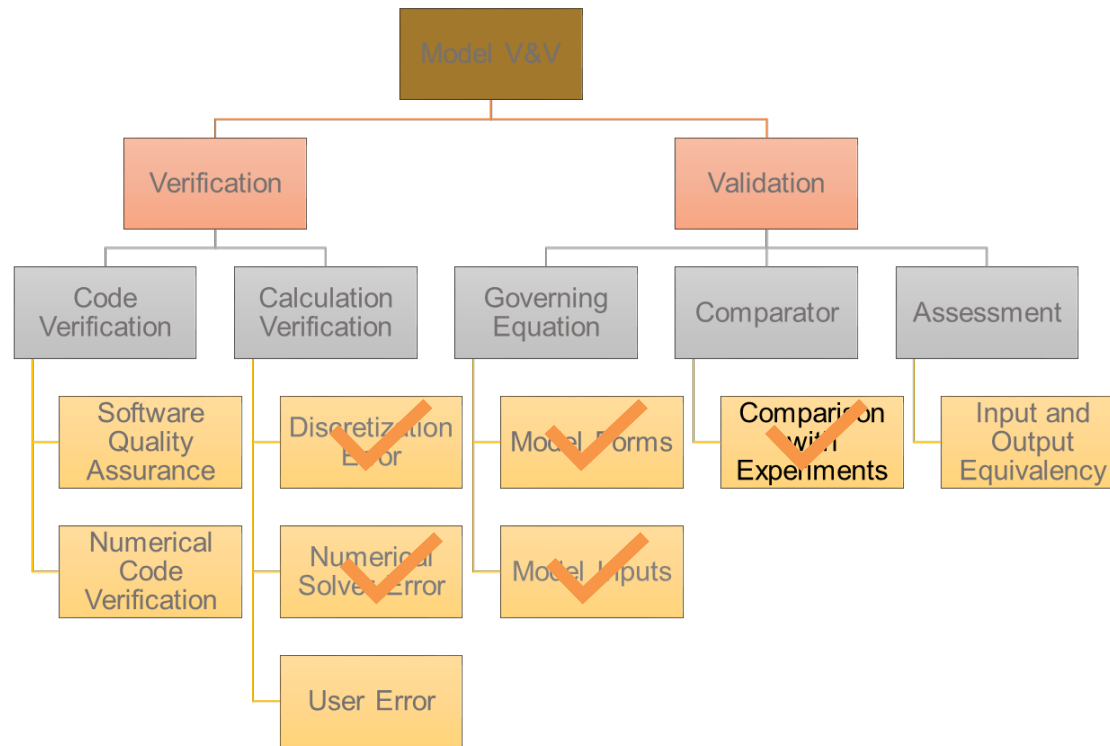 Model V&V
Verification
Validation
Code
Verification
Calculation
Verification
Governing
Equation
Comparator
Assessment
Software
Quality
Assurance
Discretization
Error
Model Forms
Comparison
with
Experiments
Input and
Output
Equivalency
Numerical
Code
Verification
Numerical
Solver Error
Model Inputs
User Error